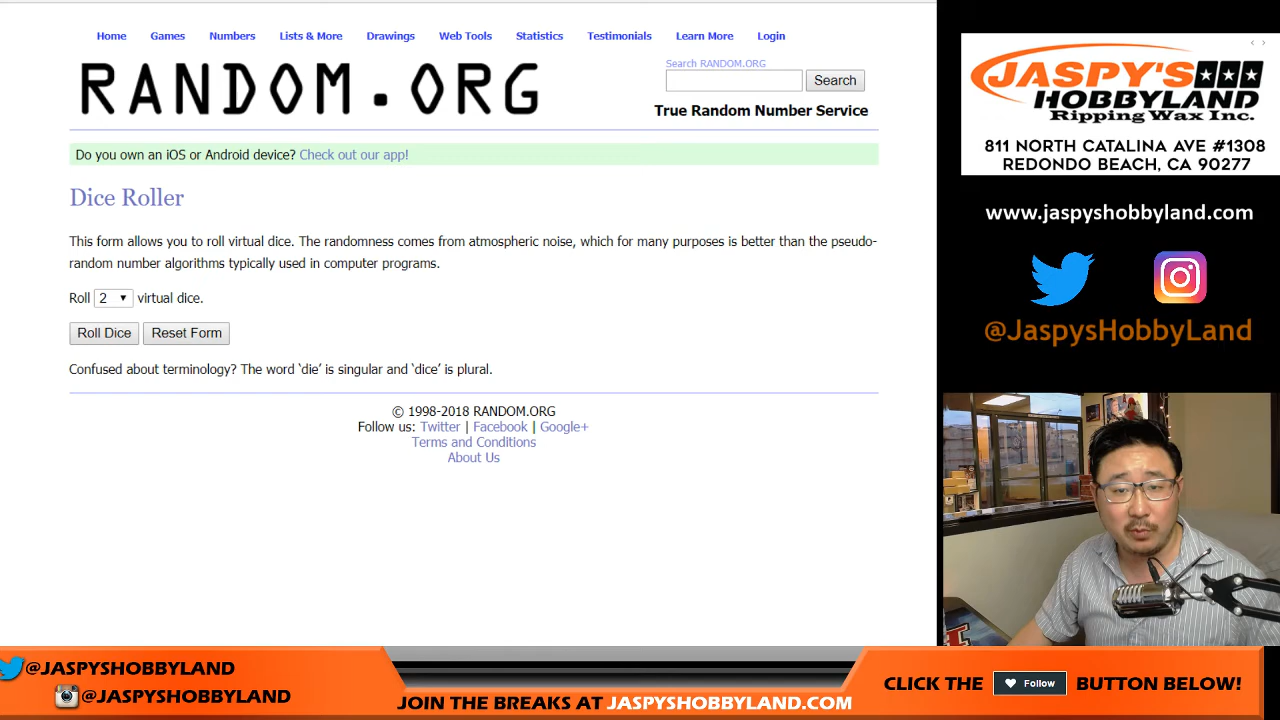 Home Games Numbers Lists & More Drawings Web Tools Statistics Testimonials Learn More Login
RANDOM.ORG
Search RANDOM.ORG
Search
True Random Number Service
Do you own an iOS or Android device? Check out our app!
Dice Roller
This form allows you to roll virtual dice. The randomness comes from atmospheric noise, which for many purposes is better than the pseudo-
random number algorithms typically used in computer programs.
Roll 2 virtual dice.
Roll Dice Reset Form
Confused about terminology? The word ‘die’ is singular and ‘dice’ is plural.
© 1998-2018 RANDOM.ORG
Follow us: Twitter | Facebook | Google+
Terms and Conditions
About Us
JASPY'S
HOBBYLAND
Ripping Wax Inc.
811 NORTH CATALINA AVE #1308
REDONDO BEACH, CA 90277
www.jaspyshobbyland.com
@JaspysHobbyLand
@JASPYSHOBBYLAND
@JASPYSHOBBYLAND
JOIN THE BREAKS AT JASPYSHOBBYLAND.COM
CLICK THE Follow BUTTON BELOW!